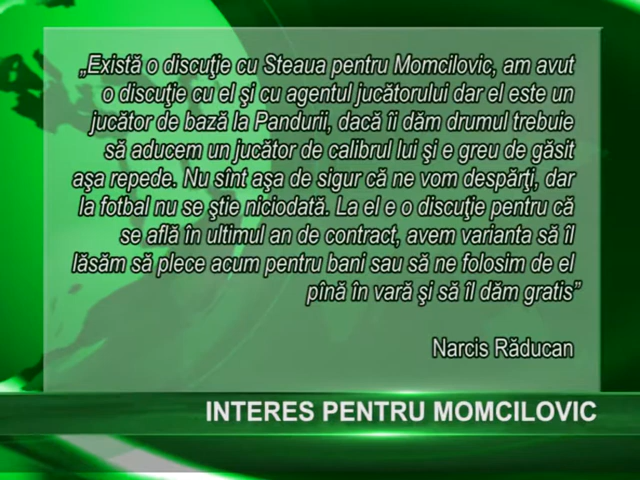 „Există o discuţie cu Steaua pentru Momcilovic, am avut
o discuţie cu el şi cu agentul jucătorului dar el este un
jucător de bază la Pandurii, dacă îi dăm drumul trebuie
să aducem un jucător de calibrul lui şi e greu de găsit
aşa repede. Nu sînt aşa de sigur că ne vom despărţi, dar
la fotbal nu se ştie niciodată. La el e o discuţie pentru că
se află în ultimul an de contract, avem varianta să îl
lăsăm să plece acum pentru bani sau să ne folosim de el
pînă în vară şi să îl dăm gratis”
Narcis Răducan
INTERES PENTRU MOMCILOVIC